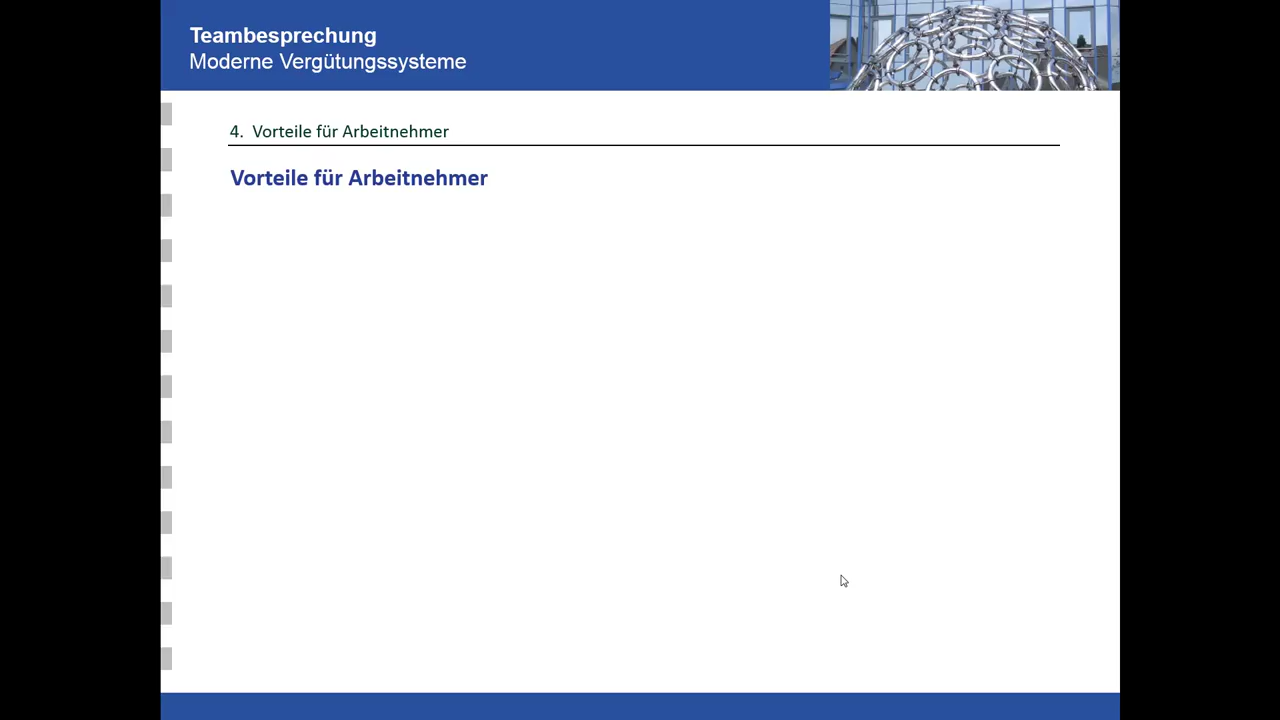 Teambesprechung
Moderne Vergütungssysteme
4. Vorteile für Arbeitnehmer
Vorteile für Arbeitnehmer